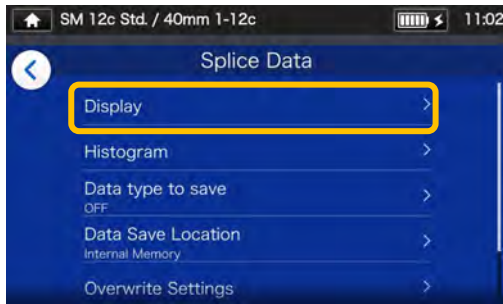 SM 12c Std. / 40mm 1-12c
11:02
Splice Data
Display
Histogram
Data type to save
OFF
Data Save Location
Internal Memory
Overwrite Settings